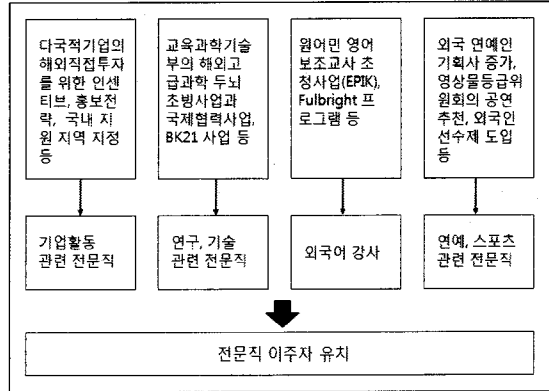 다국적기업의
해외직접투자
를 위한 인센
티브, 홍보전
략, 국내 지
원 지역 지정
등
교육과학기술
부의 해외고
급과학 두뇌
초빙사업과
국제협력사업,
BK21 사업 등
원어민 영어
보조교사 초
청사업(EPIK),
Fulbright 프
로그램 등
외국 연예인
기획사 증가,
영상물등급위
원회의 공연
추천, 외국인
선수제 도입
등
기업활동
관련 전문직
연구, 기술
관련 전문직
외국어 강사
연예, 스포츠
관련 전문직
전문직 이주자 유치